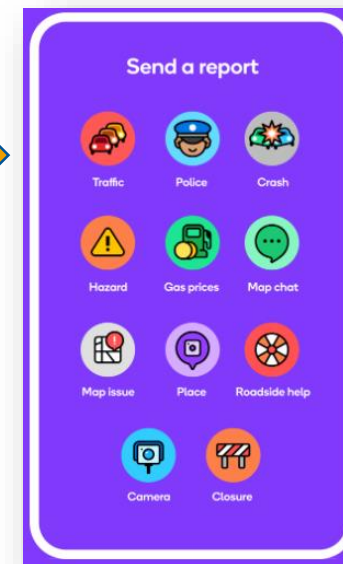 Send a report
Traffic Police Crash
Hazard Gas prices Map chat
Map issue Place Roadside help
Camera Closure